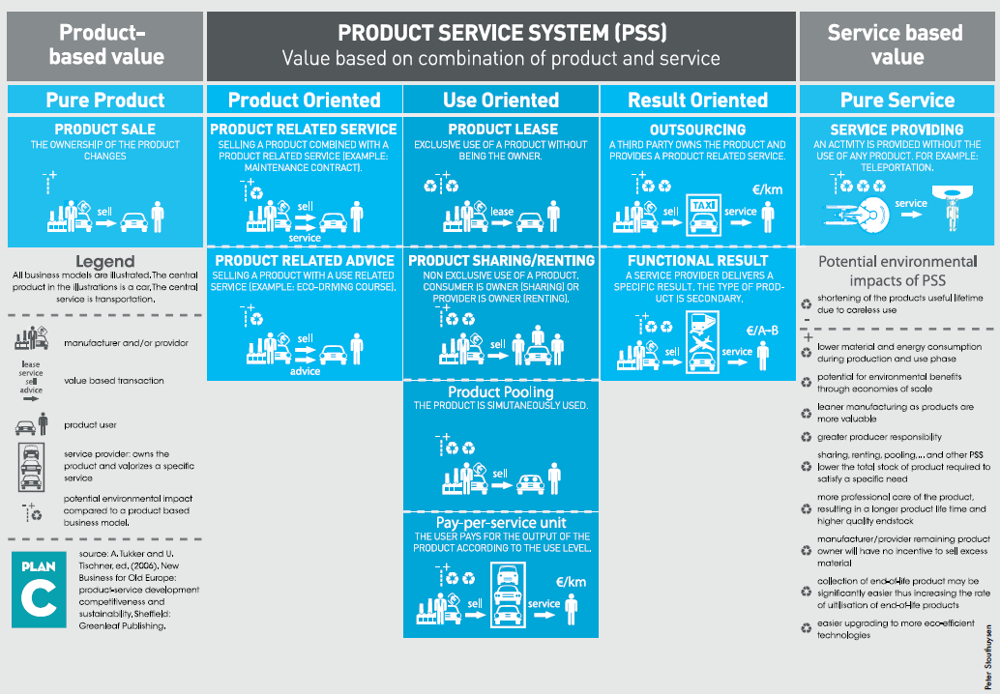 Product-
based value
PRODUCT SERVICE SYSTEM (PSS)
Value based on combination of product and service
Service based
value
Pure Product
Product Oriented
Use Oriented
Result Oriented
Pure Service
PRODUCT SALE
THE OWNERSHIP OF THE PRODUCT
CHANGES
- +
sell
PRODUCT RELATED SERVICE
SELLING A PRODUCT COMBINED WITH A
PRODUCT RELATED SERVICE (EXAMPLE:
MAINTENANCE CONTRACT).
- +
sell
service
PRODUCT LEASE
EXCLUSIVE USE OF A PRODUCT WITHOUT
BEING THE OWNER.
- +
lease
OUTSOURCING
A THIRD PARTY OWNS THE PRODUCT AND
PROVIDES A PRODUCT RELATED SERVICE.
- +
€/km
sell
TAXI
service
SERVICE PROVIDING
AN ACTIVITY IS PROVIDED WITHOUT THE
USE OF ANY PRODUCT. FOR EXAMPLE:
TELEPORTATION.
- +
service
PRODUCT RELATED ADVICE
SELLING A PRODUCT WITH A USE RELATED
SERVICE (EXAMPLE: ECO-DRIVING COURSE).
- +
sell
advice
PRODUCT SHARING/RENTING
NON EXCLUSIVE USE OF A PRODUCT.
CONSUMER IS OWNER (SHARING) OR
PROVIDER IS OWNER (RENTING).
- +
sell
FUNCTIONAL RESULT
A SERVICE PROVIDER DELIVERS A
SPECIFIC RESULT. THE TYPE OF PROD-
UCT IS SECONDARY.
- +
€/A-B
sell
service
Product Pooling
THE PRODUCT IS SIMUTANEOUSLY USED.
- +
sell
Pay-per-service unit
THE USER PAYS FOR THE OUTPUT OF THE
PRODUCT ACCORDING TO THE USE LEVEL.
- +
€/km
sell
service
Legend
All business models are illustrated. The central
product in the illustrations is a car. The central
service is transportation.
manufacturer and/or providor
lease
service
sell
advice
value based transaction
product user
service provider: owns the
product and valorizes a specific
service
- +
potential environmental impact
compared to a product based
business model.
PLAN
C
source: A. Tukker and U.
Tischner, ed. (2006), New
Business for Old Europe:
product-service development
competitiveness and
sustainability, Sheffield:
Greenleaf Publishing.
Potential environmental
impacts of PSS
shortening of the products useful lifetime
due to careless use
-
+
lower material and energy consumption
during production and use phase
potential for environmental benefits
through economies of scale
leaner manufacturing as products are
more valuable
greater producer responsibility
sharing, renting, pooling,... and other PSS
lower the total stock of product required to
satisfy a specific need
more professional care of the product,
resulting in a longer product life time and
higher quality endstock
manufacturer/provider remaining product
owner will have no incentive to sell excess
material
collection of end-of-life product may be
significantly easier thus increasing the rate
of uitilisation of end-of-life products
easier upgrading to more eco-efficient
technologies
Peter Stouthuysen